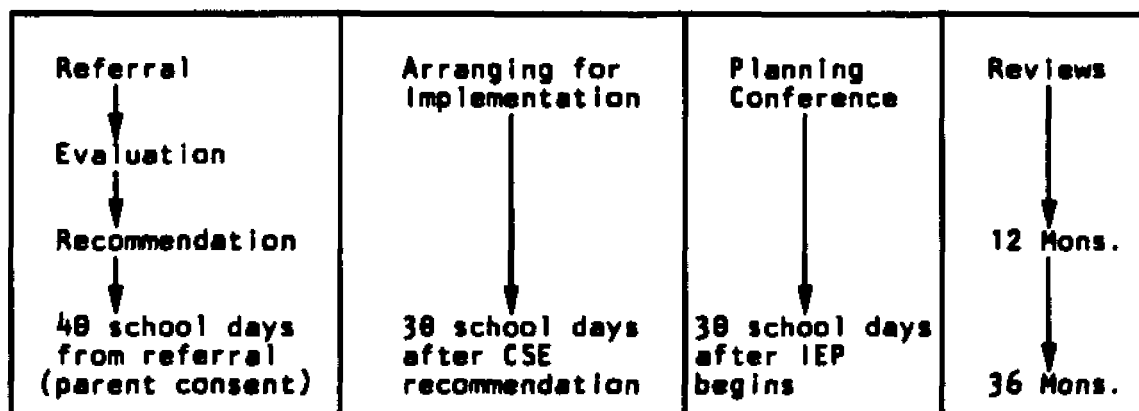 Referral
Evaluation
Recommendation
40 school days
from referral
(parent consent)
Arranging for
Implementation
30 school days
after CSE
recommendation
Planning
Conference
30 school days
after IEP
begins
Reviews
12 Mons.
36 Mons.